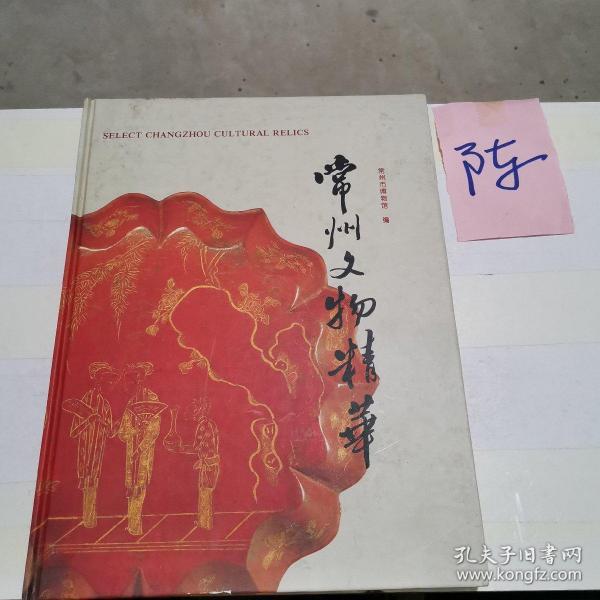 SELECT CHANGZHOU CULTURAL RELICS
常州文物精華
常州市博物馆 编
陈
孔夫子旧书网
www.kongfz.com